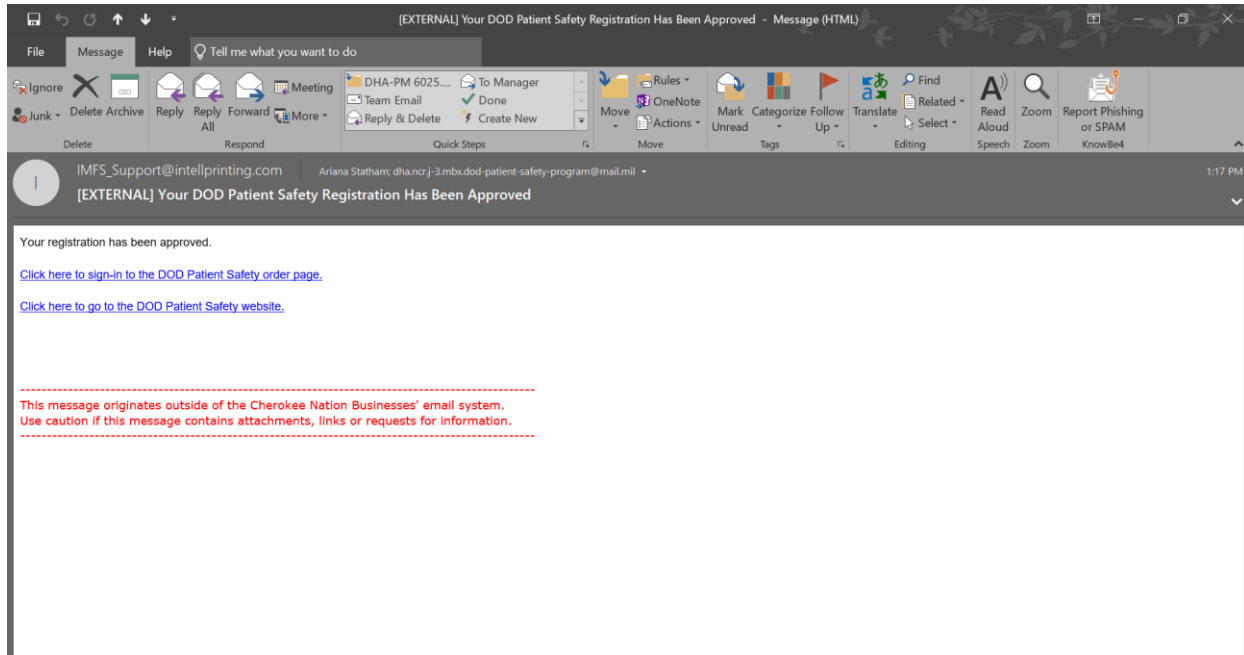 [EXTERNAL] Your DOD Patient Safety Registration Has Been Approved - Message (HTML)
File Message Help Tell me what you want to do
Ignore
Junk
Delete Archive
Reply Reply All Forward
Meeting
More
DHA-PM 6025.... To Manager
Team Email Done
Reply & Delete Create New
Move
Rules
OneNote
Actions
Mark Unread Categorize Follow Up
Translate
Find
Related
Select
Read Aloud
Zoom
Report Phishing or SPAM
Delete Respond Quick Steps Move Tags Editing Speech Zoom KnowBe4
I
IMFS_Support@intellprinting.com Ariana Statham; dha.ncr.j-3.mbx.dod-patient-safety-program@mail.mil 1:17 PM
[EXTERNAL] Your DOD Patient Safety Registration Has Been Approved
Your registration has been approved.
Click here to sign-in to the DOD Patient Safety order page.
Click here to go to the DOD Patient Safety website.
------------------------------------------------------------------------------------------------
This message originates outside of the Cherokee Nation Businesses' email system.
Use caution if this message contains attachments, links or requests for information.
------------------------------------------------------------------------------------------------